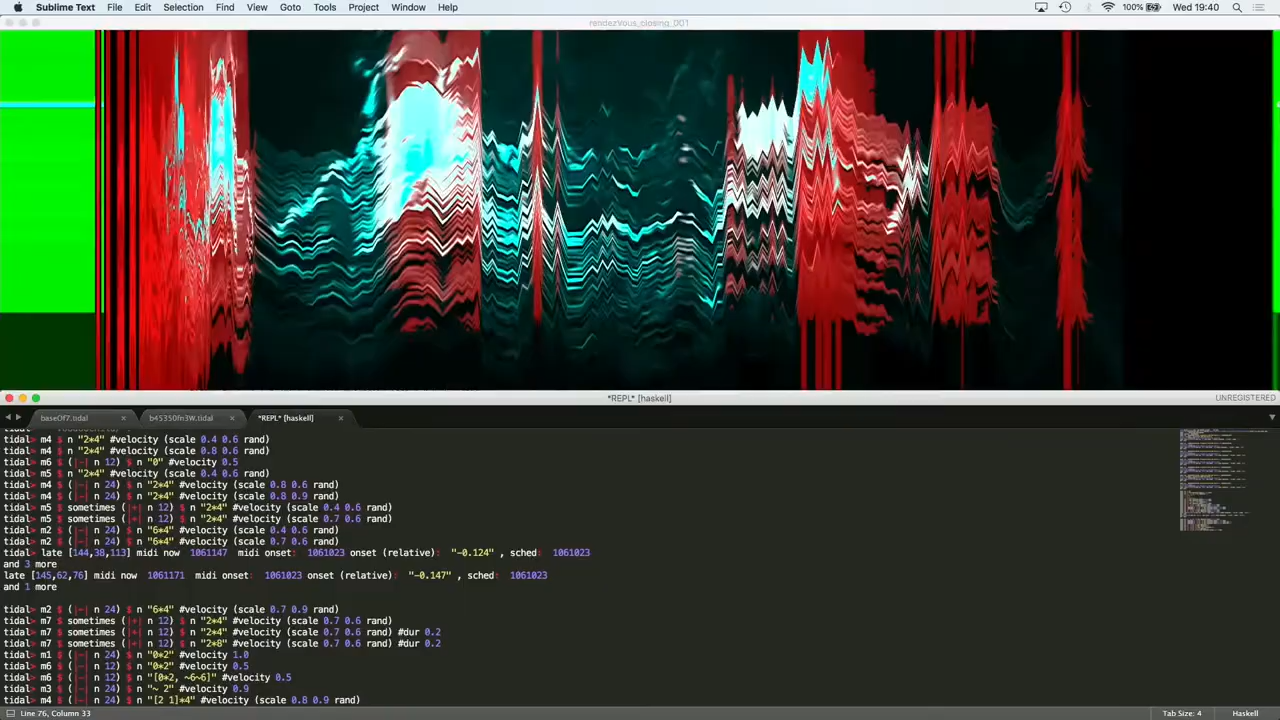 Sublime Text File Edit Selection Find View Goto Tools Project Window Help 100% Wed 19:40
rendezVous_closing_001
*REPL* [haskell] UNREGISTERED
baseOf7.tidal b45350fn3W.tidal *REPL* [haskell]
tidal> m4 $ n "2*4" #velocity (scale 0.4 0.6 rand)
tidal> m4 $ n "2*4" #velocity (scale 0.8 0.6 rand)
tidal> m6 $ (|-| n 12) $ n "0" #velocity 0.5
tidal> m5 $ n "2*4" #velocity (scale 0.4 0.6 rand)
tidal> m4 $ (|-| n 24) $ n "2*4" #velocity (scale 0.8 0.6 rand)
tidal> m4 $ (|-| n 24) $ n "2*4" #velocity (scale 0.8 0.9 rand)
tidal> m5 $ sometimes (|+| n 12) $ n "2*4" #velocity (scale 0.4 0.6 rand)
tidal> m5 $ sometimes (|+| n 12) $ n "2*4" #velocity (scale 0.7 0.6 rand)
tidal> m2 $ (|-| n 24) $ n "6*4" #velocity (scale 0.4 0.6 rand)
tidal> m2 $ (|-| n 24) $ n "6*4" #velocity (scale 0.7 0.6 rand)
tidal> late [144,38,113] midi now 1061147 midi onset: 1061023 onset (relative): "-0.124" , sched: 1061023
and 3 more
late [145,62,76] midi now 1061171 midi onset: 1061023 onset (relative): "-0.147" , sched: 1061023
and 1 more
tidal> m2 $ (|-| n 24) $ n "6*4" #velocity (scale 0.7 0.9 rand)
tidal> m7 $ sometimes (|+| n 12) $ n "2*4" #velocity (scale 0.7 0.6 rand)
tidal> m7 $ sometimes (|+| n 12) $ n "2*4" #velocity (scale 0.7 0.6 rand) #dur 0.2
tidal> m7 $ sometimes (|+| n 12) $ n "2*8" #velocity (scale 0.7 0.6 rand) #dur 0.2
tidal> m1 $ (|-| n 24) $ n "0*2" #velocity 1.0
tidal> m6 $ (|-| n 12) $ n "0*2" #velocity 0.5
tidal> m6 $ (|-| n 12) $ n "[0*2, ~6~6]" #velocity 0.5
tidal> m3 $ (|-| n 24) $ n "~ 2" #velocity 0.9
tidal> m4 $ (|-| n 24) $ n "[2 1]*4" #velocity (scale 0.8 0.9 rand)
Line 76, Column 33 Tab Size: 4 Haskell